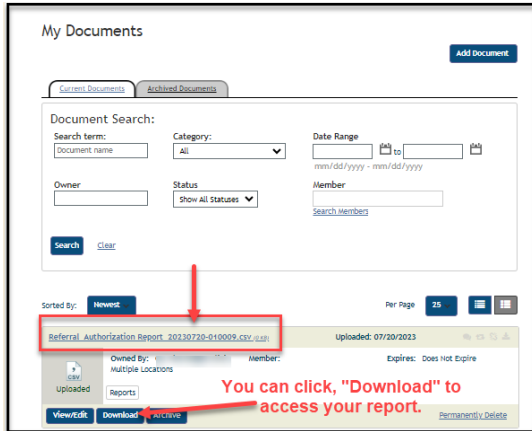 My Documents
Add Document
Current Documents Archived Documents
Document Search:
Search term: Category: Date Range
Document name All to
mm/dd/yyyy - mm/dd/yyyy
Owner Status Member
Show All Statuses
Search Members
Search Clear
Sorted By: Newest Per Page 25
Referral_Authorization Report_20230720-010009.csv (0 KB) Uploaded: 07/20/2023
Owned By: Member: Expires: Does Not Expire
Multiple Locations
CSV
Uploaded Reports
You can click, "Download" to
access your report.
View/Edit Download Archive Permanently Delete